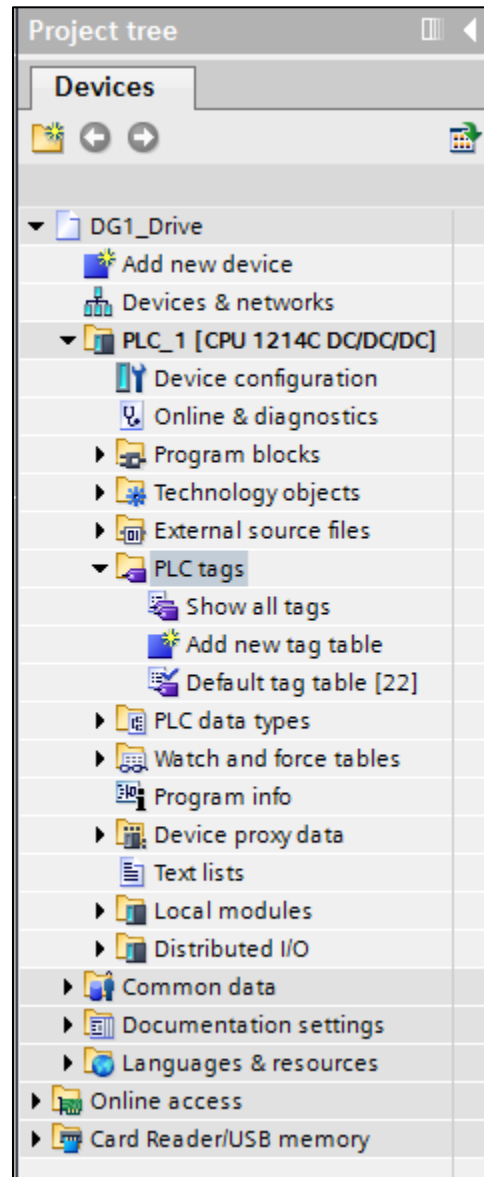 Project tree
Devices
DG1_Drive
Add new device
Devices & networks
PLC_1 [CPU 1214C DC/DC/DC]
Device configuration
Online & diagnostics
Program blocks
Technology objects
External source files
PLC tags
Show all tags
Add new tag table
Default tag table [22]
PLC data types
Watch and force tables
Program info
Device proxy data
Text lists
Local modules
Distributed I/O
Common data
Documentation settings
Languages & resources
Online access
Card Reader/USB memory